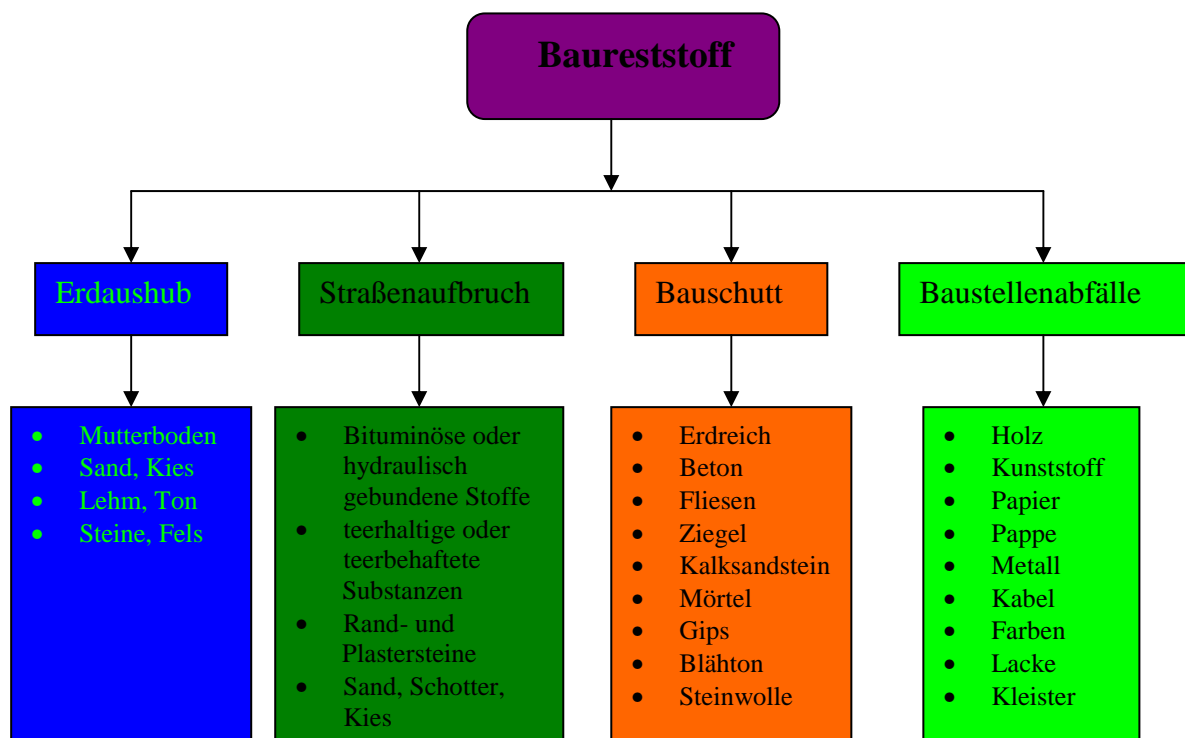 Baureststoff
Erdaushub
Straßenaufbruch
Bauschutt
Baustellenabfälle
• Mutterboden
• Sand, Kies
• Lehm, Ton
• Steine, Fels
• Bituminöse oder
hydraulisch
gebundene Stoffe
• teerhaltige oder
teerbehaftete
Substanzen
• Rand- und
Plastersteine
• Sand, Schotter,
Kies
• Erdreich
• Beton
• Fliesen
• Ziegel
• Kalksandstein
• Mörtel
• Gips
• Blähton
• Steinwolle
• Holz
• Kunststoff
• Papier
• Pappe
• Metall
• Kabel
• Farben
• Lacke
• Kleister